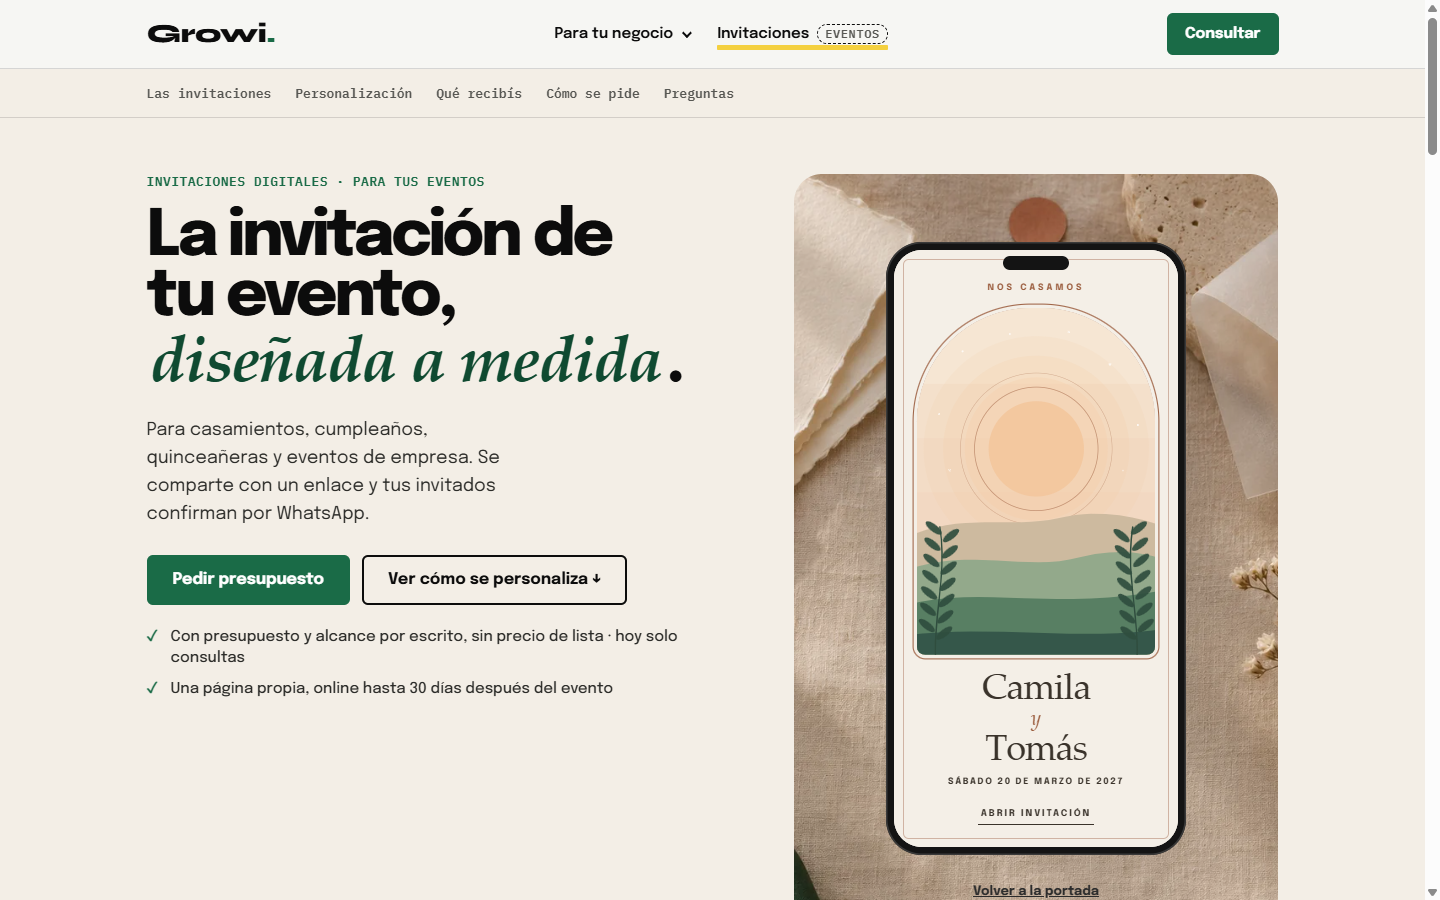 Growi.
Para tu negocio
Invitaciones EVENTOS
Consultar
Las invitaciones
Personalización
Qué recibís
Cómo se pide
Preguntas
INVITACIONES DIGITALES · PARA TUS EVENTOS
La invitación de
tu evento,
diseñada a medida.
Para casamientos, cumpleaños,
quinceañeras y eventos de empresa. Se
comparte con un enlace y tus invitados
confirman por WhatsApp.
Pedir presupuesto
Ver cómo se personaliza ↓
✓ Con presupuesto y alcance por escrito, sin precio de lista · hoy solo
consultas
✓ Una página propia, online hasta 30 días después del evento
NOS CASAMOS
Camila
y
Tomás
SÁBADO 20 DE MARZO DE 2027
ABRIR INVITACIÓN
Volver a la portada